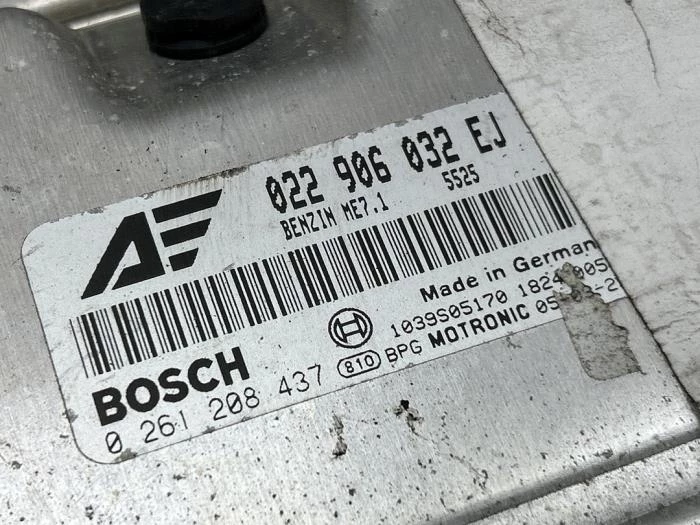 AE
022 906 032 EJ
BENZIN ME7.1 5525
Made in German
BOSCH
1039S05170
0 261 208 437
810 BPG MOTRONIC